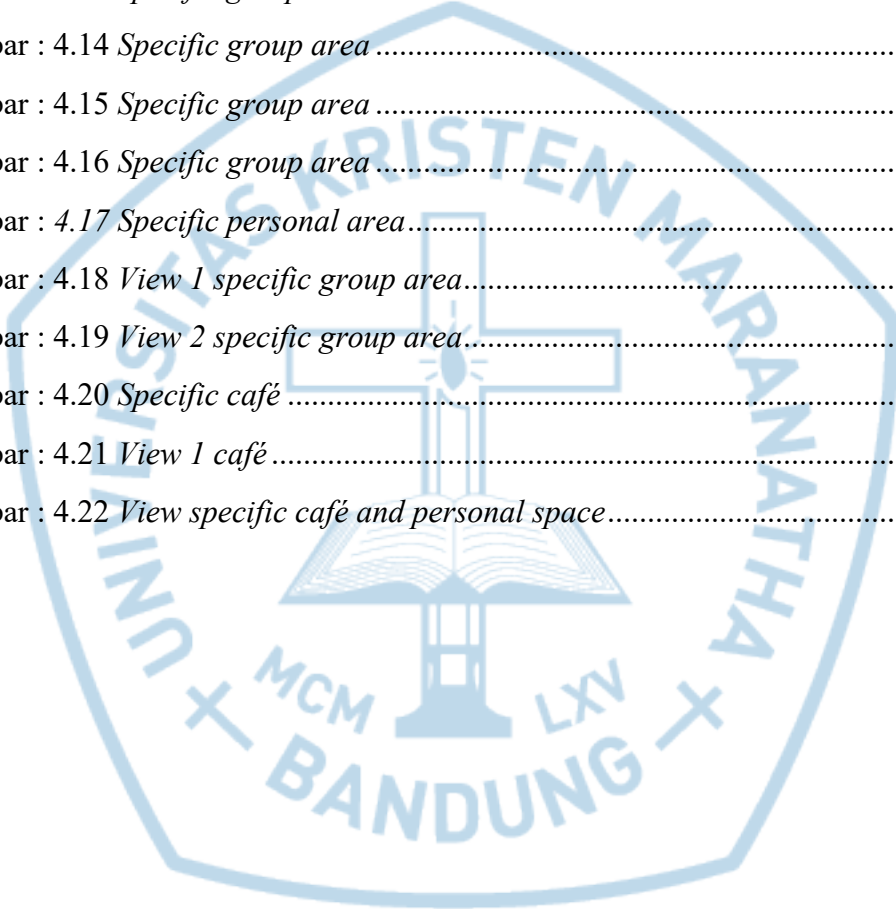 bar : 4.14 Specific group area
bar : 4.15 Specific group area
bar : 4.16 Specific group area
bar : 4.17 Specific personal area
bar : 4.18 View 1 specific group area
bar : 4.19 View 2 specific group area
bar : 4.20 Specific café
bar : 4.21 View 1 café
bar : 4.22 View specific café and personal space
UNIVERSITAS KRISTEN MARANATHA
MCM LXV
BANDUNG